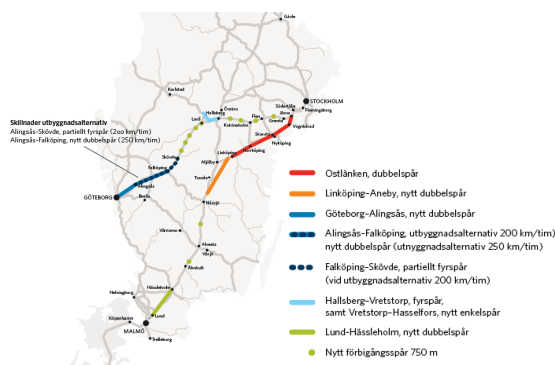 Gävle
Karlstad
Örebro
Hallsberg
Laxå
Katrineholm
Flen
Gnesta
Södertälje
Järna
STOCKHOLM
Flemingsberg
Vagnhärad
Skavsta
Nyköping
Norrköping
Linköping
Mjölby
Tranås
Nässjö
Skillnader utbyggnadsalternativ
Alingsås-Skövde, partiellt fyrspår (200 km/tim)
Alingsås-Falköping, nytt dubbelspår (250 km/tim)
Skövde
Falköping
Alingsås
GÖTEBORG
Borås
Värnamo
Alvesta
Växjö
Älmhult
Hässleholm
Helsingborg
Lund
Köpenhamn
MALMÖ
Trelleborg
Ostlänken, dubbelspår
Linköping–Aneby, nytt dubbelspår
Göteborg–Alingsås, nytt dubbelspår
Alingsås–Falköping, utbyggnadsalternativ 200 km/tim)
nytt dubbelspår (utnyggnadsalternativ 250 km/tim)
Falköping–Skövde, partiellt fyrspår
(vid utbyggnadsalternativ 200 km/tim)
Hallsberg–Vretstorp, fyrspår,
samt Vretstorp–Hasselfors, nytt enkelspår
Lund-Hässleholm, nytt dubbelspår
Nytt förbigångsspår 750 m